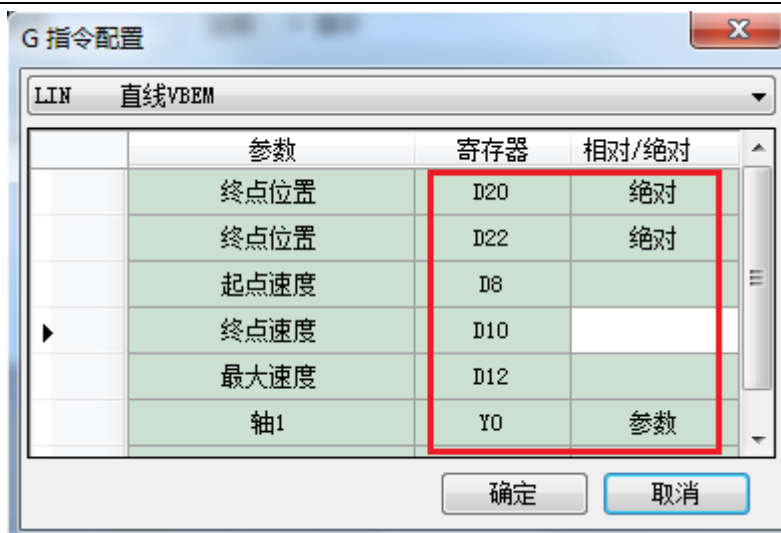 G 指令配置
LIN 直线VBEM
参数 寄存器 相对/绝对
终点位置 D20 绝对
终点位置 D22 绝对
起点速度 D8
终点速度 D10
最大速度 D12
轴1 Y0 参数
确定 取消